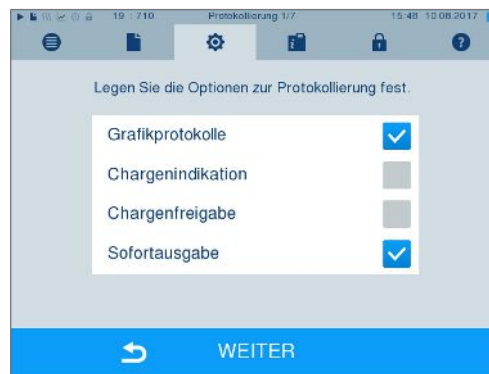 19 : 710 Protokollierung 1/7 15:48 10.08.2017
Legen Sie die Optionen zur Protokollierung fest.
Grafikprotokolle
Chargenindikation
Chargenfreigabe
Sofortausgabe
WEITER